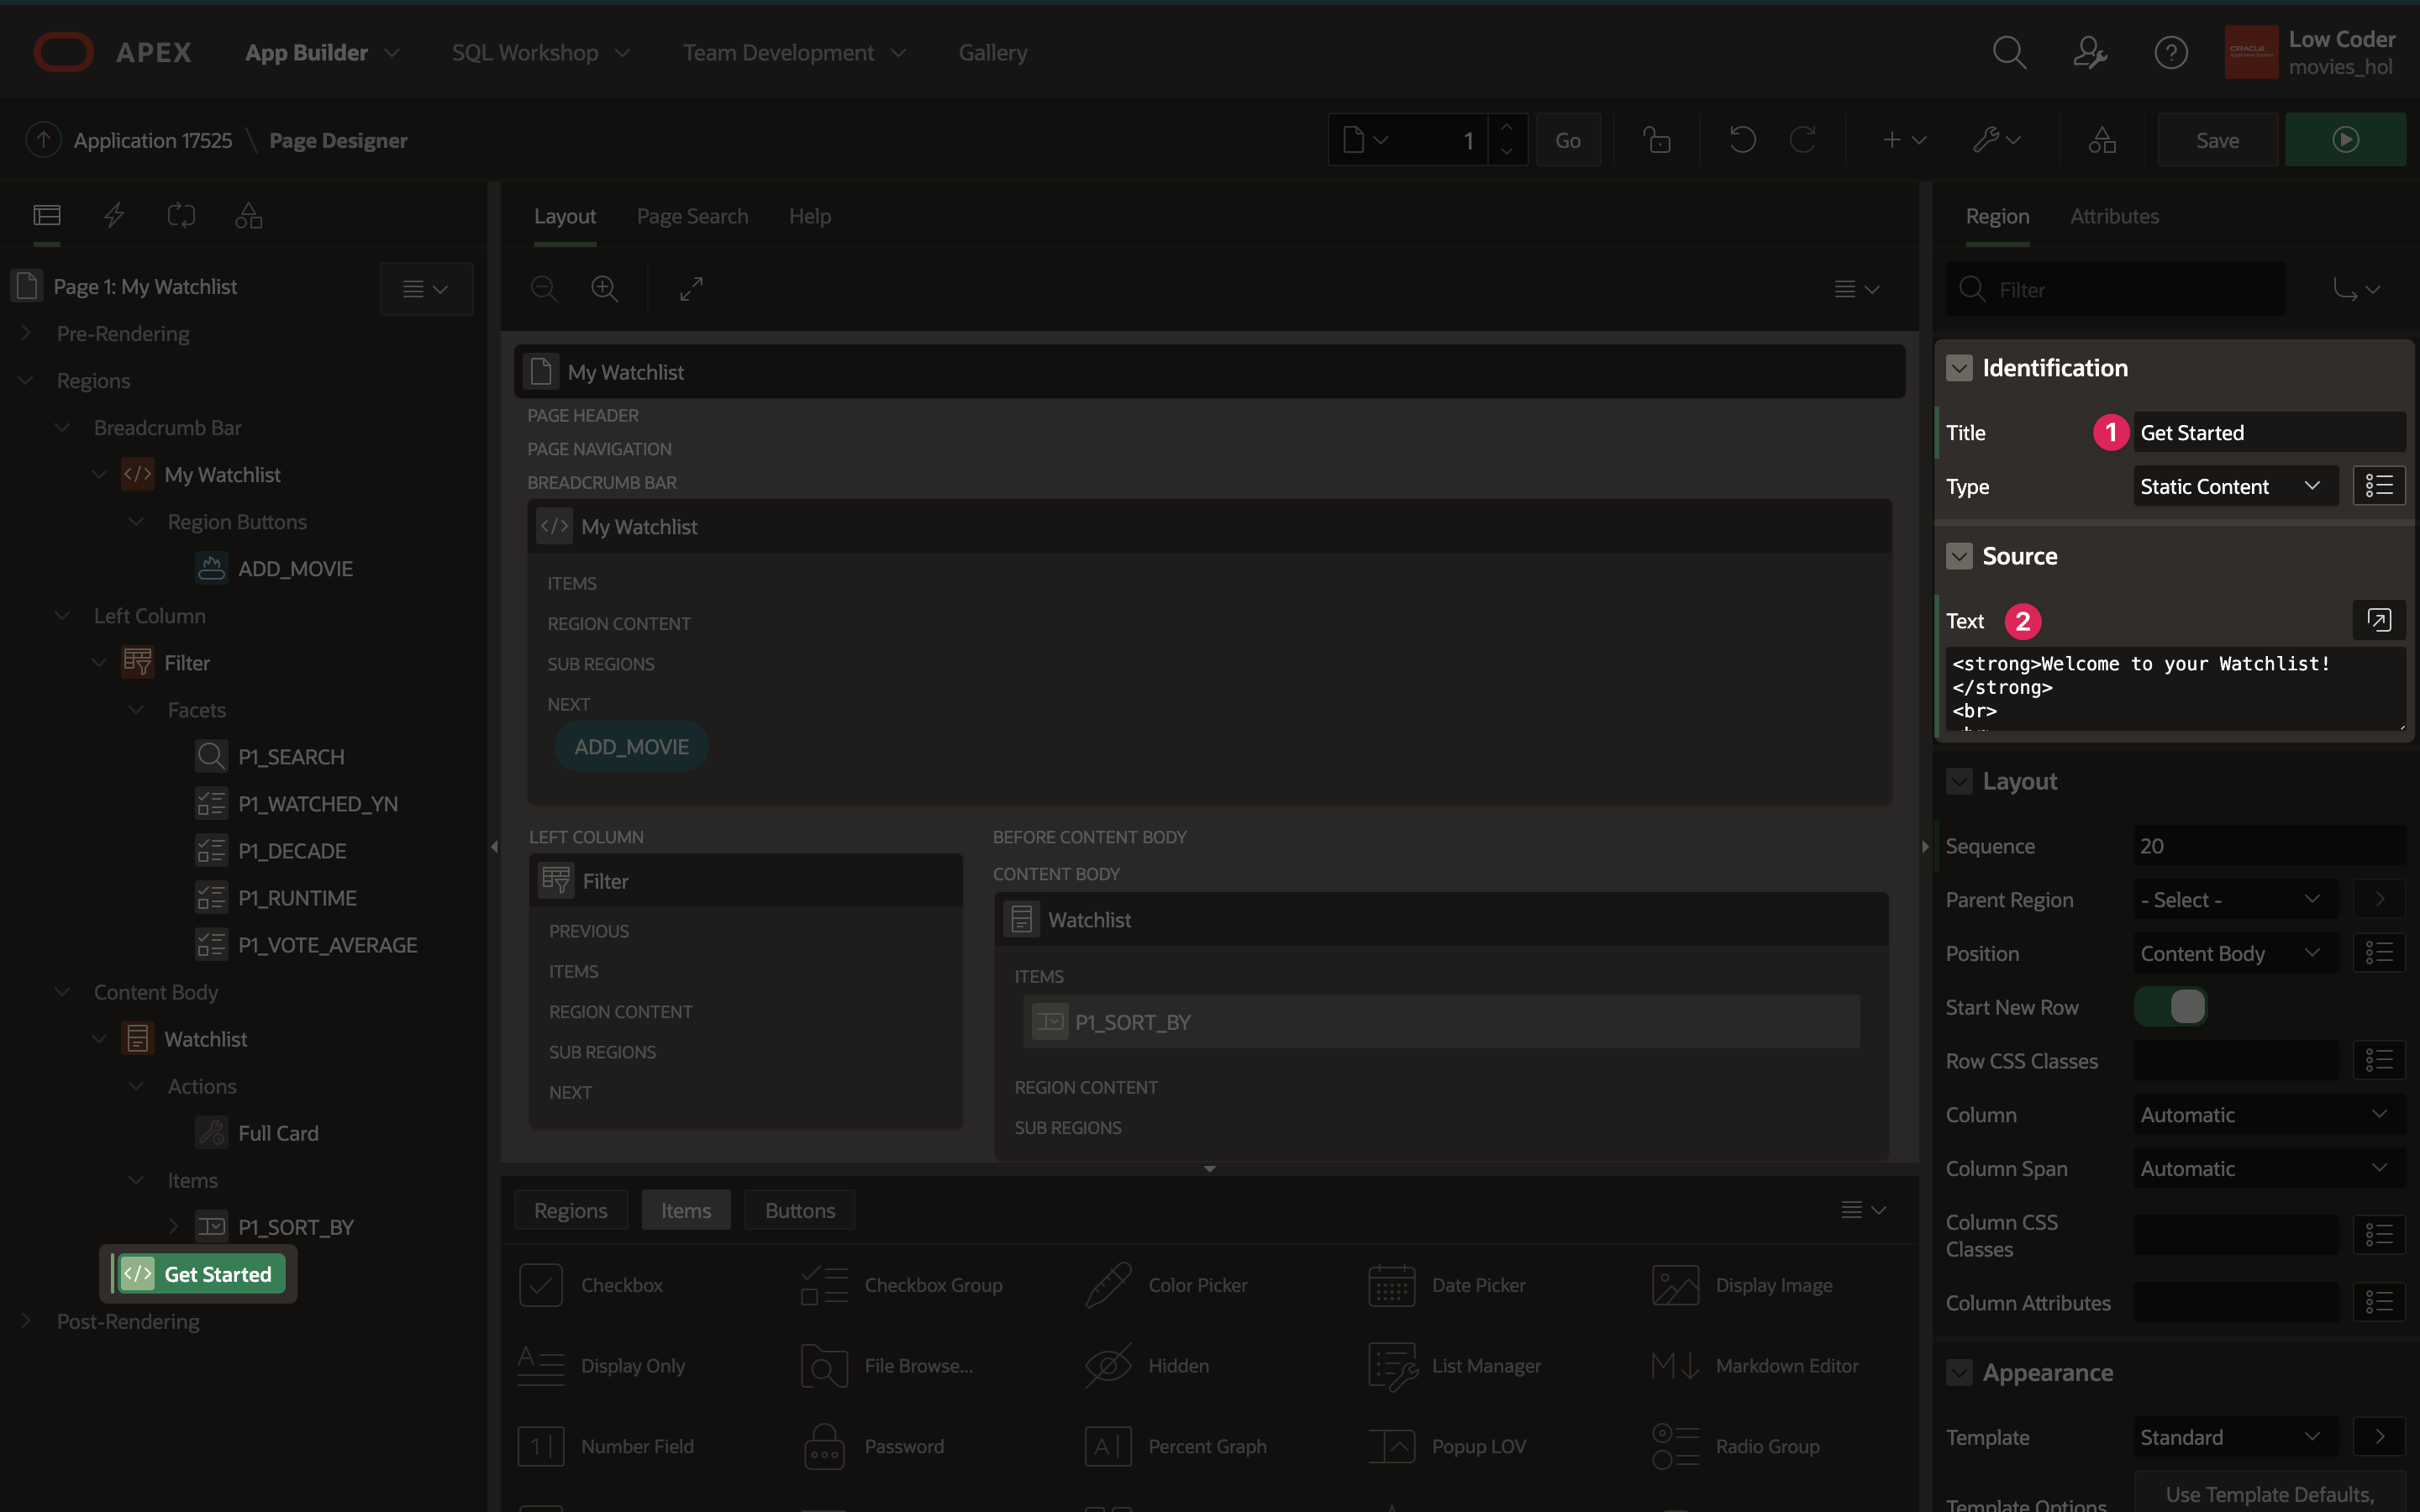 APEX
App Builder
SQL Workshop
Team Development
Gallery
ORACLE
Low Coder
movies_hol
Application 17525 \ Page Designer
1
Go
Save
Page 1: My Watchlist
Pre-Rendering
Regions
Breadcrumb Bar
My Watchlist
Region Buttons
ADD_MOVIE
Left Column
Filter
Facets
P1_SEARCH
P1_WATCHED_YN
P1_DECADE
P1_RUNTIME
P1_VOTE_AVERAGE
Content Body
Watchlist
Actions
Full Card
Items
P1_SORT_BY
Get Started
Post-Rendering
Layout
Page Search
Help
My Watchlist
PAGE HEADER
PAGE NAVIGATION
BREADCRUMB BAR
My Watchlist
ITEMS
REGION CONTENT
SUB REGIONS
NEXT
ADD_MOVIE
LEFT COLUMN
Filter
PREVIOUS
ITEMS
REGION CONTENT
SUB REGIONS
NEXT
BEFORE CONTENT BODY
CONTENT BODY
Watchlist
ITEMS
P1_SORT_BY
REGION CONTENT
SUB REGIONS
Regions
Items
Buttons
Checkbox
Checkbox Group
Color Picker
Date Picker
Display Image
Display Only
File Browse...
Hidden
List Manager
Markdown Editor
Number Field
Password
Percent Graph
Popup LOV
Radio Group
Region
Attributes
Filter
Identification
Title 1 Get Started
Type Static Content
Source
Text 2
<strong>Welcome to your Watchlist!
</strong>
<br>
Layout
Sequence 20
Parent Region - Select -
Position Content Body
Start New Row
Row CSS Classes
Column Automatic
Column Span Automatic
Column CSS
Classes
Column Attributes
Appearance
Template Standard
Template Options Use Template Defaults,